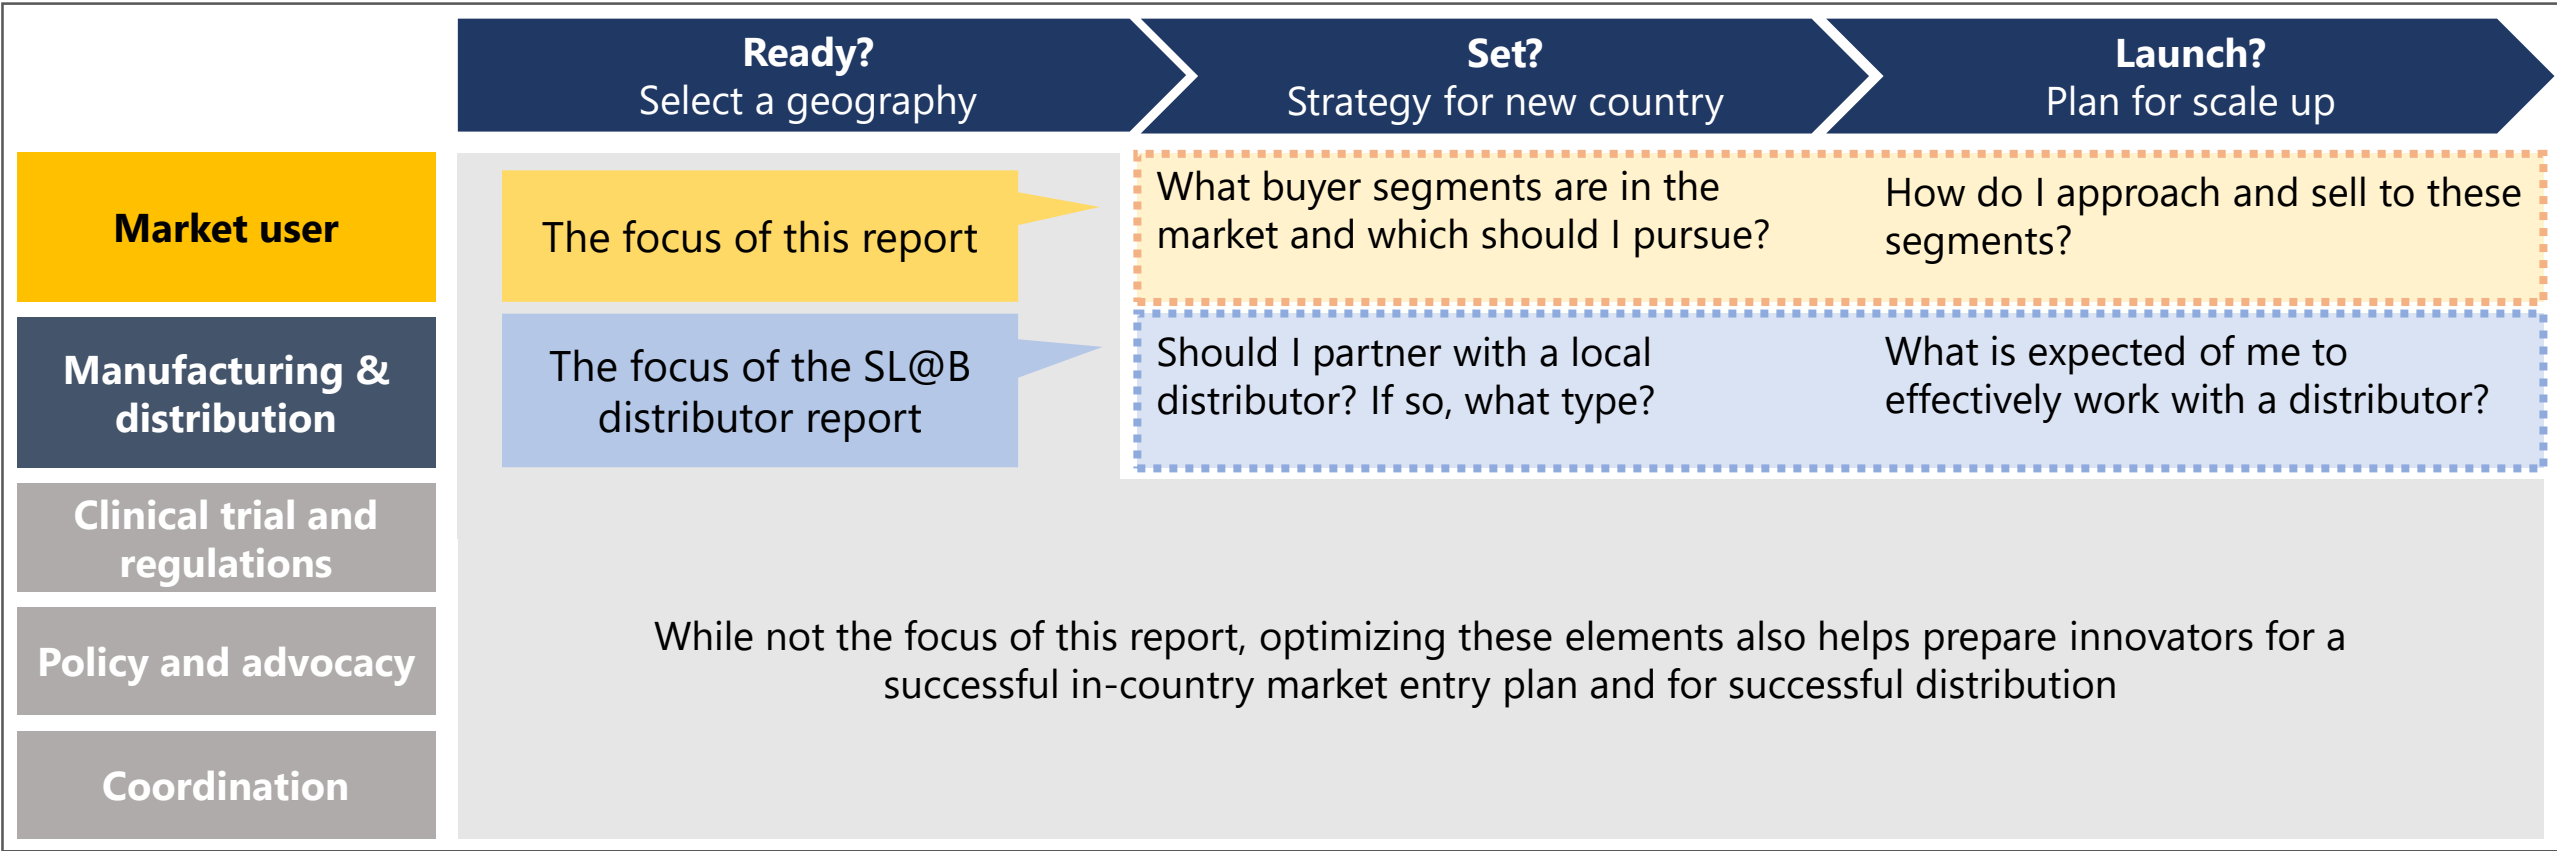 Ready?
Select a geography
Set?
Strategy for new country
Launch?
Plan for scale up
Market user
The focus of this report
What buyer segments are in the
market and which should I pursue?
How do I approach and sell to these
segments?
Manufacturing &
distribution
The focus of the SL@B
distributor report
Should I partner with a local
distributor? If so, what type?
What is expected of me to
effectively work with a distributor?
Clinical trial and
regulations
Policy and advocacy
Coordination
While not the focus of this report, optimizing these elements also helps prepare innovators for a
successful in-country market entry plan and for successful distribution